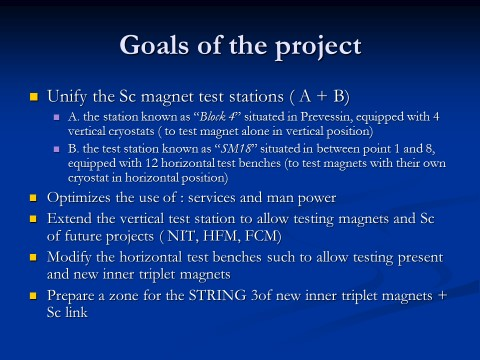 Goals of the project
Unify the Sc magnet test stations ( A + B)
A. the station known as “Block 4” situated in Prevessin, equipped with 4
vertical cryostats ( to test magnet alone in vertical position)
B. the test station known as “SM18” situated in between point 1 and 8,
equipped with 12 horizontal test benches (to test magnets with their own
cryostat in horizontal position)
Optimizes the use of : services and man power
Extend the vertical test station to allow testing magnets and Sc
of future projects ( NIT, HFM, FCM)
Modify the horizontal test benches such to allow testing present
and new inner triplet magnets
Prepare a zone for the STRING 3of new inner triplet magnets +
Sc link